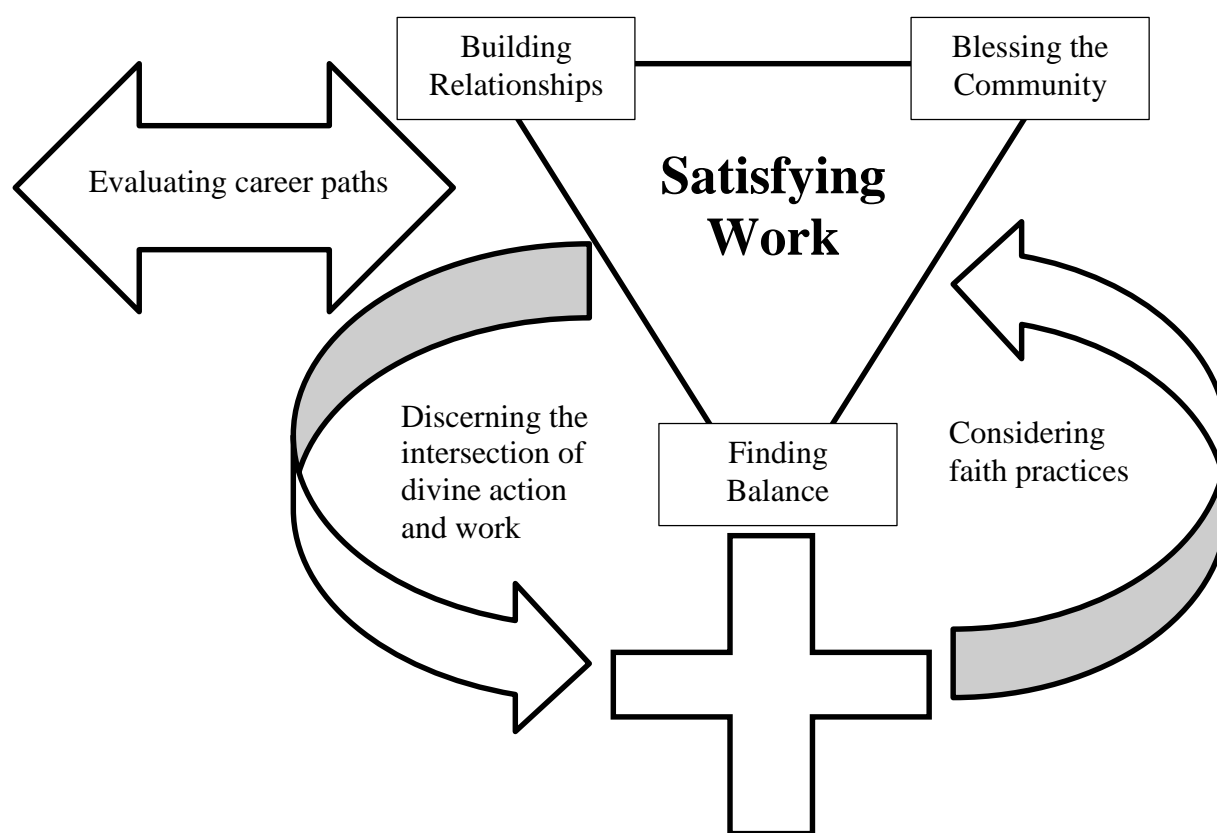 Building
Relationships
Blessing the
Community
Evaluating career paths
Satisfying
Work
Discerning the
intersection of
divine action
and work
Considering
faith practices
Finding
Balance